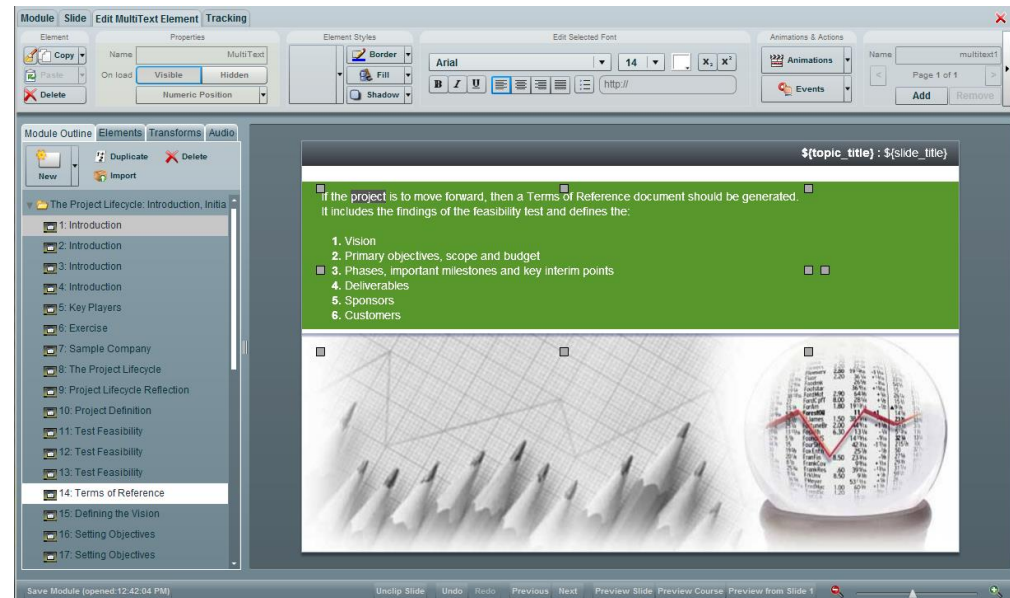 Module Slide Edit MultiText Element Tracking
Element Properties Element Styles Edit Selected Font Animations & Actions
Copy Name MultiText Border Arial 14 X₂ X² Animations Name multitext1
Paste On load Visible Hidden Fill B I U http:// Events < Page 1 of 1 >
Delete Numeric Position Shadow Add Remove
Module Outline Elements Transforms Audio
New Duplicate Delete
Import
The Project Lifecycle: Introduction, Initia
1: Introduction
2: Introduction
3: Introduction
4: Introduction
5: Key Players
6: Exercise
7: Sample Company
8: The Project Lifecycle
9: Project Lifecycle Reflection
10: Project Definition
11: Test Feasibility
12: Test Feasibility
13: Test Feasibility
14: Terms of Reference
15: Defining the Vision
16: Setting Objectives
17: Setting Objectives
${topic_title} : ${slide_title}
If the project is to move forward, then a Terms of Reference document should be generated.
It includes the findings of the feasibility test and defines the:
1. Vision
2. Primary objectives, scope and budget
3. Phases, important milestones and key interim points
4. Deliverables
5. Sponsors
6. Customers
Save Module (opened:12:42:04 PM) Unclip Slide Undo Redo Previous Next Preview Slide Preview Course Preview from Slide 1